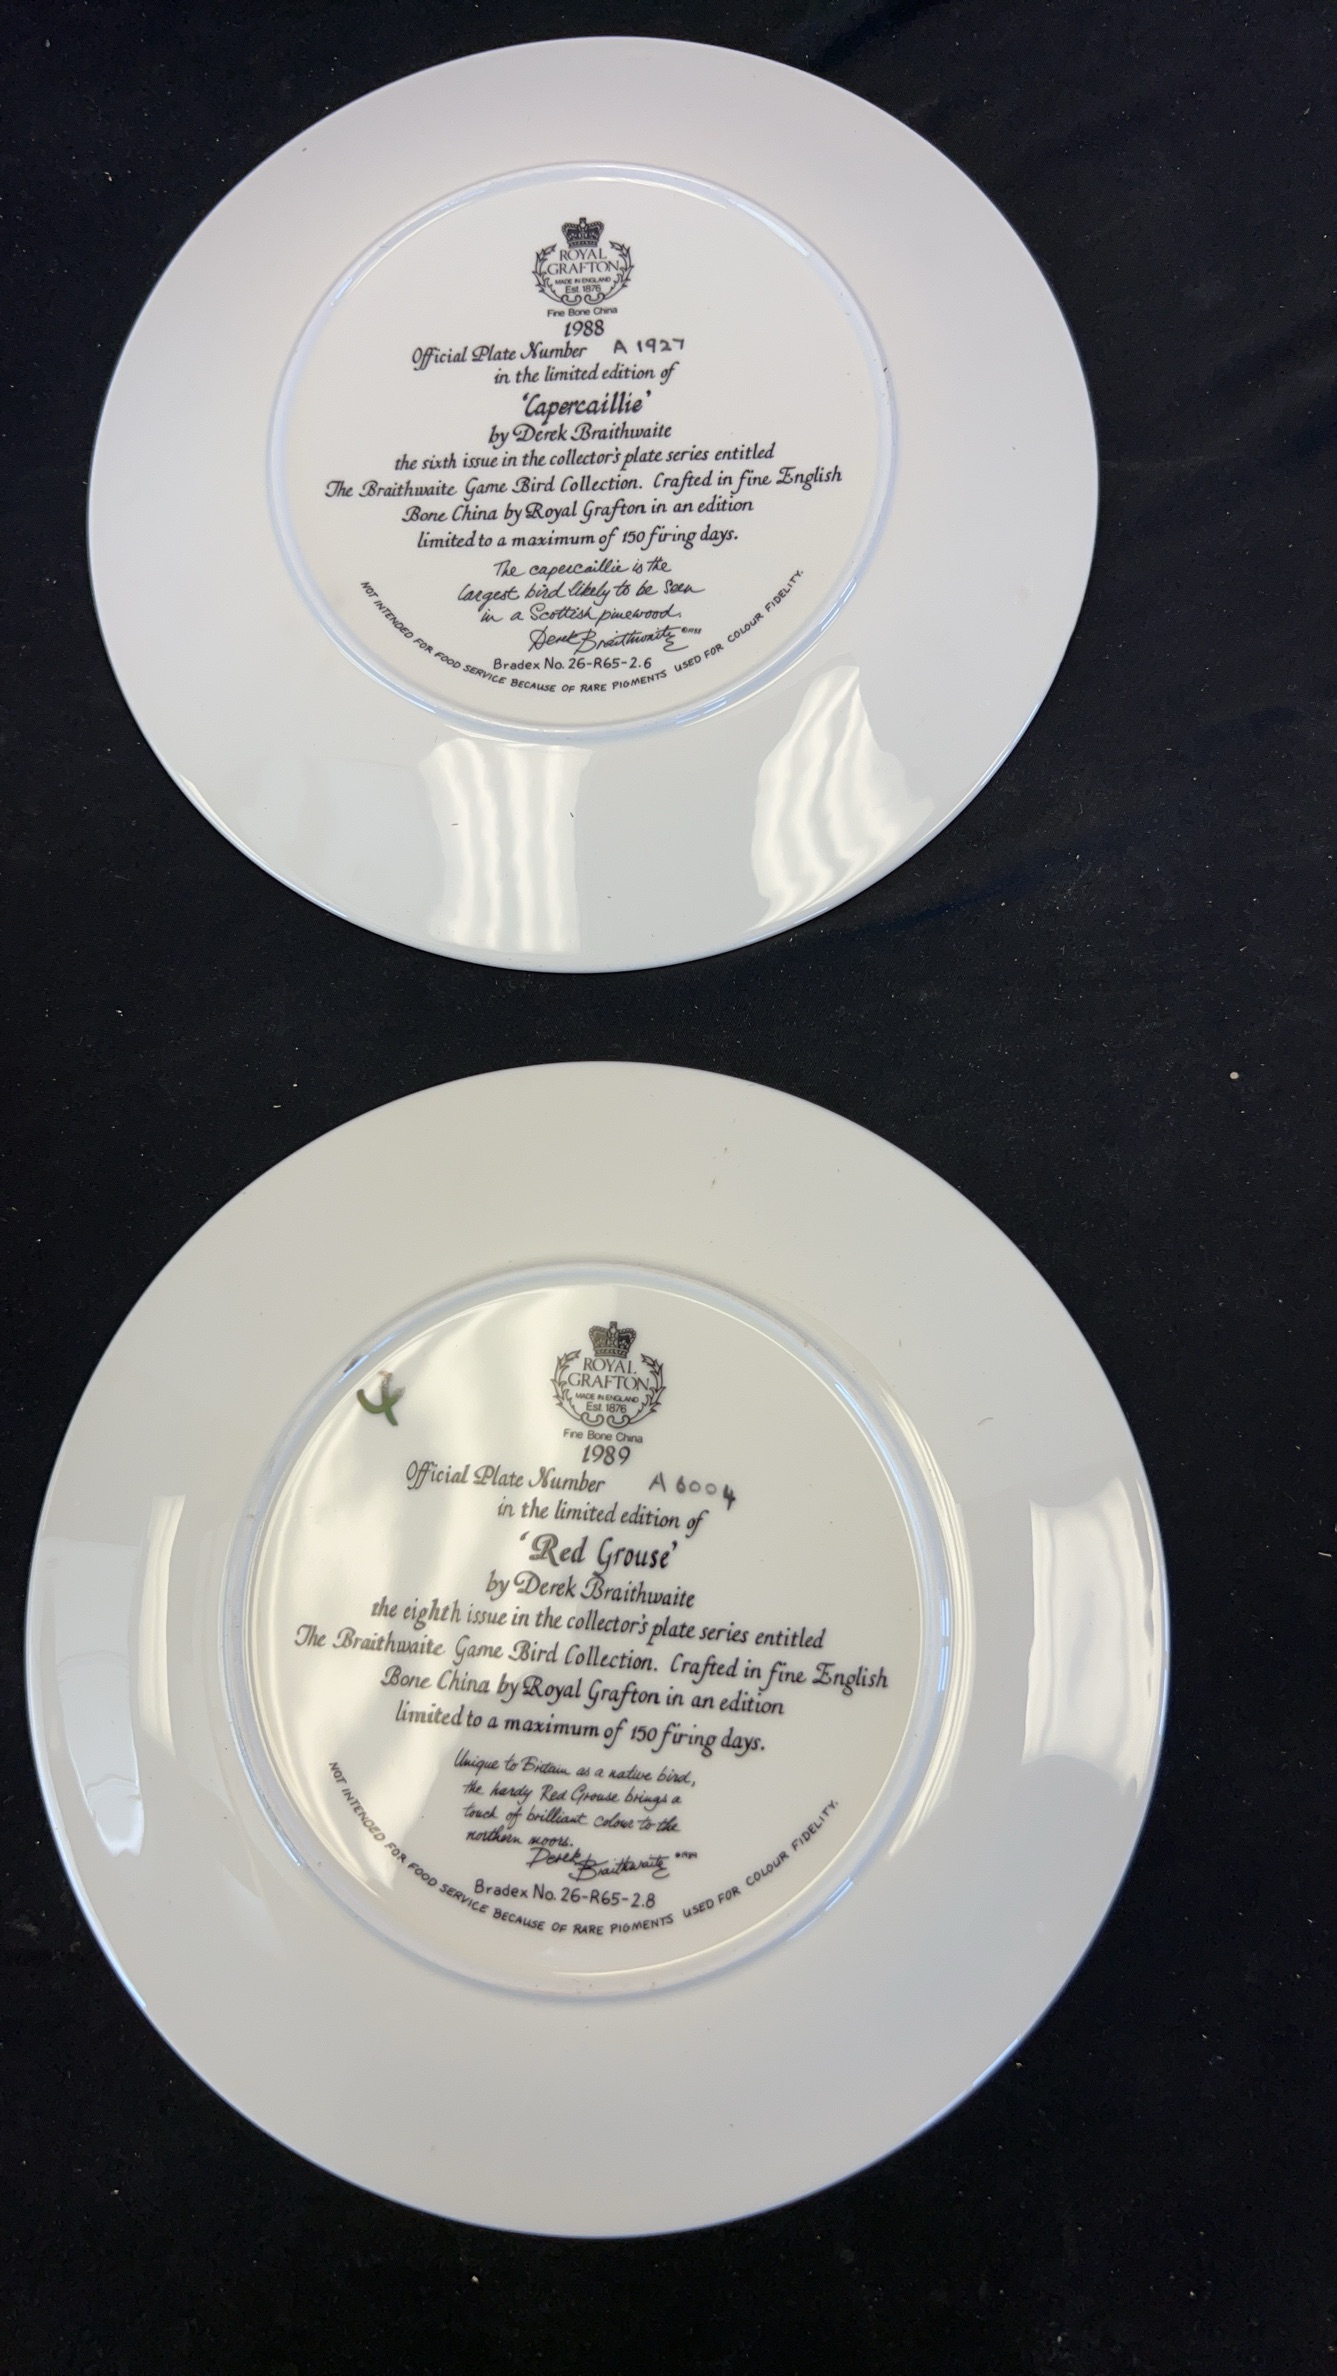 ROYAL
GRAFTON
MADE IN ENGLAND
Est. 1876
Fine Bone China
1988
Official Plate Number A 1927
in the limited edition of
'Capercaillie'
by Derek Braithwaite
the sixth issue in the collector's plate series entitled
The Braithwaite Game Bird Collection. Crafted in fine English
Bone China by Royal Grafton in an edition
limited to a maximum of 150 firing days.
The capercaillie is the
largest bird likely to be seen
in a Scottish pinewood.
Derek Braithwaite
Bradex No. 26-R65-2.6
NOT INTENDED FOR FOOD SERVICE BECAUSE OF RARE PIGMENTS USED FOR COLOUR FIDELITY.
ROYAL
GRAFTON
MADE IN ENGLAND
Est. 1876
Fine Bone China
1989
Official Plate Number A 6004
in the limited edition of
'Red Grouse'
by Derek Braithwaite
the eighth issue in the collector's plate series entitled
The Braithwaite Game Bird Collection. Crafted in fine English
Bone China by Royal Grafton in an edition
limited to a maximum of 150 firing days.
Unique to Britain as a native bird,
the hardy Red Grouse brings a
touch of brilliant colour to the
northern moors.
Derek
Braithwaite
Bradex No. 26-R65-2.8
NOT INTENDED FOR FOOD SERVICE BECAUSE OF RARE PIGMENTS USED FOR COLOUR FIDELITY.